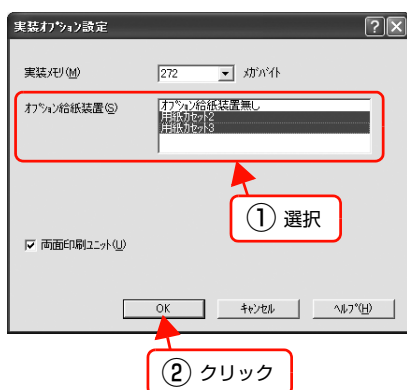 実装ｵﾌﾟｼｮﾝ設定
実装ﾒﾓﾘ(M) 272 ﾒｶﾞﾊﾞｲﾄ
ｵﾌﾟｼｮﾝ給紙装置(S) ｵﾌﾟｼｮﾝ給紙装置無し
用紙ｶｾｯﾄ2
用紙ｶｾｯﾄ3
① 選択
両面印刷ﾕﾆｯﾄ(U)
OK ｷｬﾝｾﾙ ﾍﾙﾌﾟ(H)
② クリック